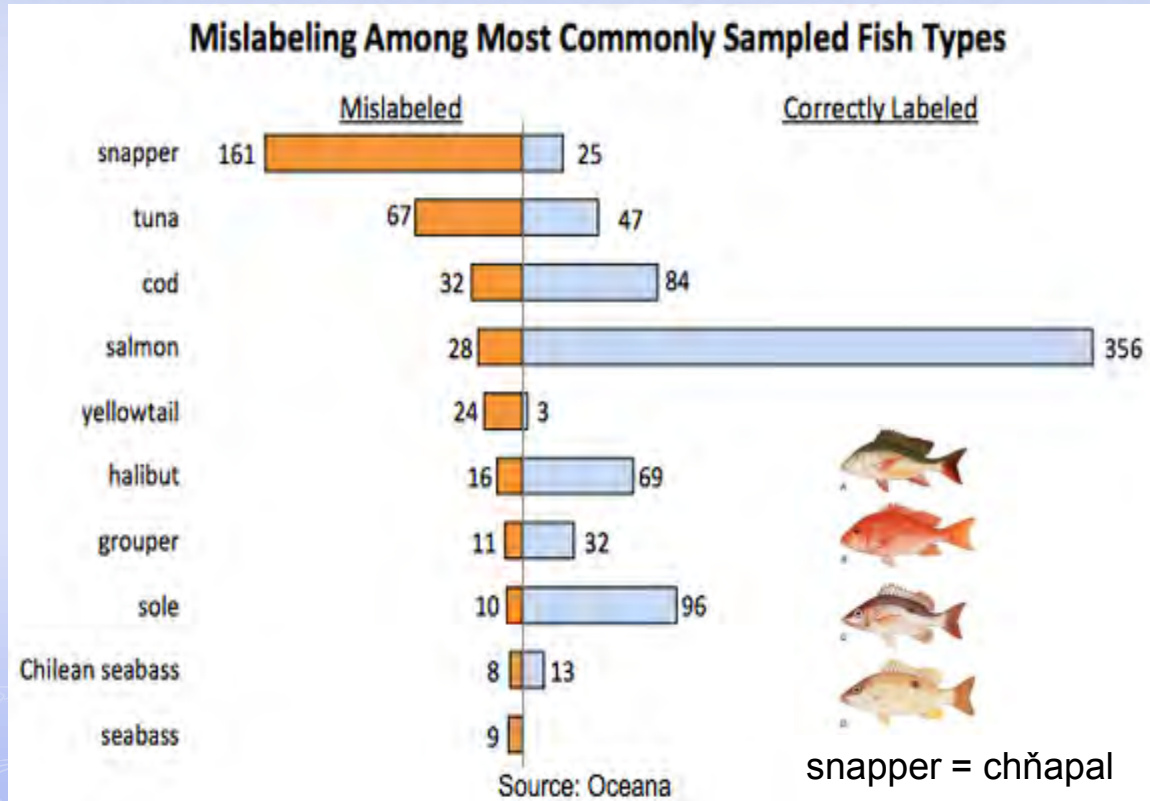 Mislabeling Among Most Commonly Sampled Fish Types
Mislabeled Correctly Labeled
snapper 161 25
tuna 67 47
cod 32 84
salmon 28 356
yellowtail 24 3
halibut 16 69
grouper 11 32
sole 10 96
Chilean seabass 8 13
seabass 9
Source: Oceana
snapper = chňapal